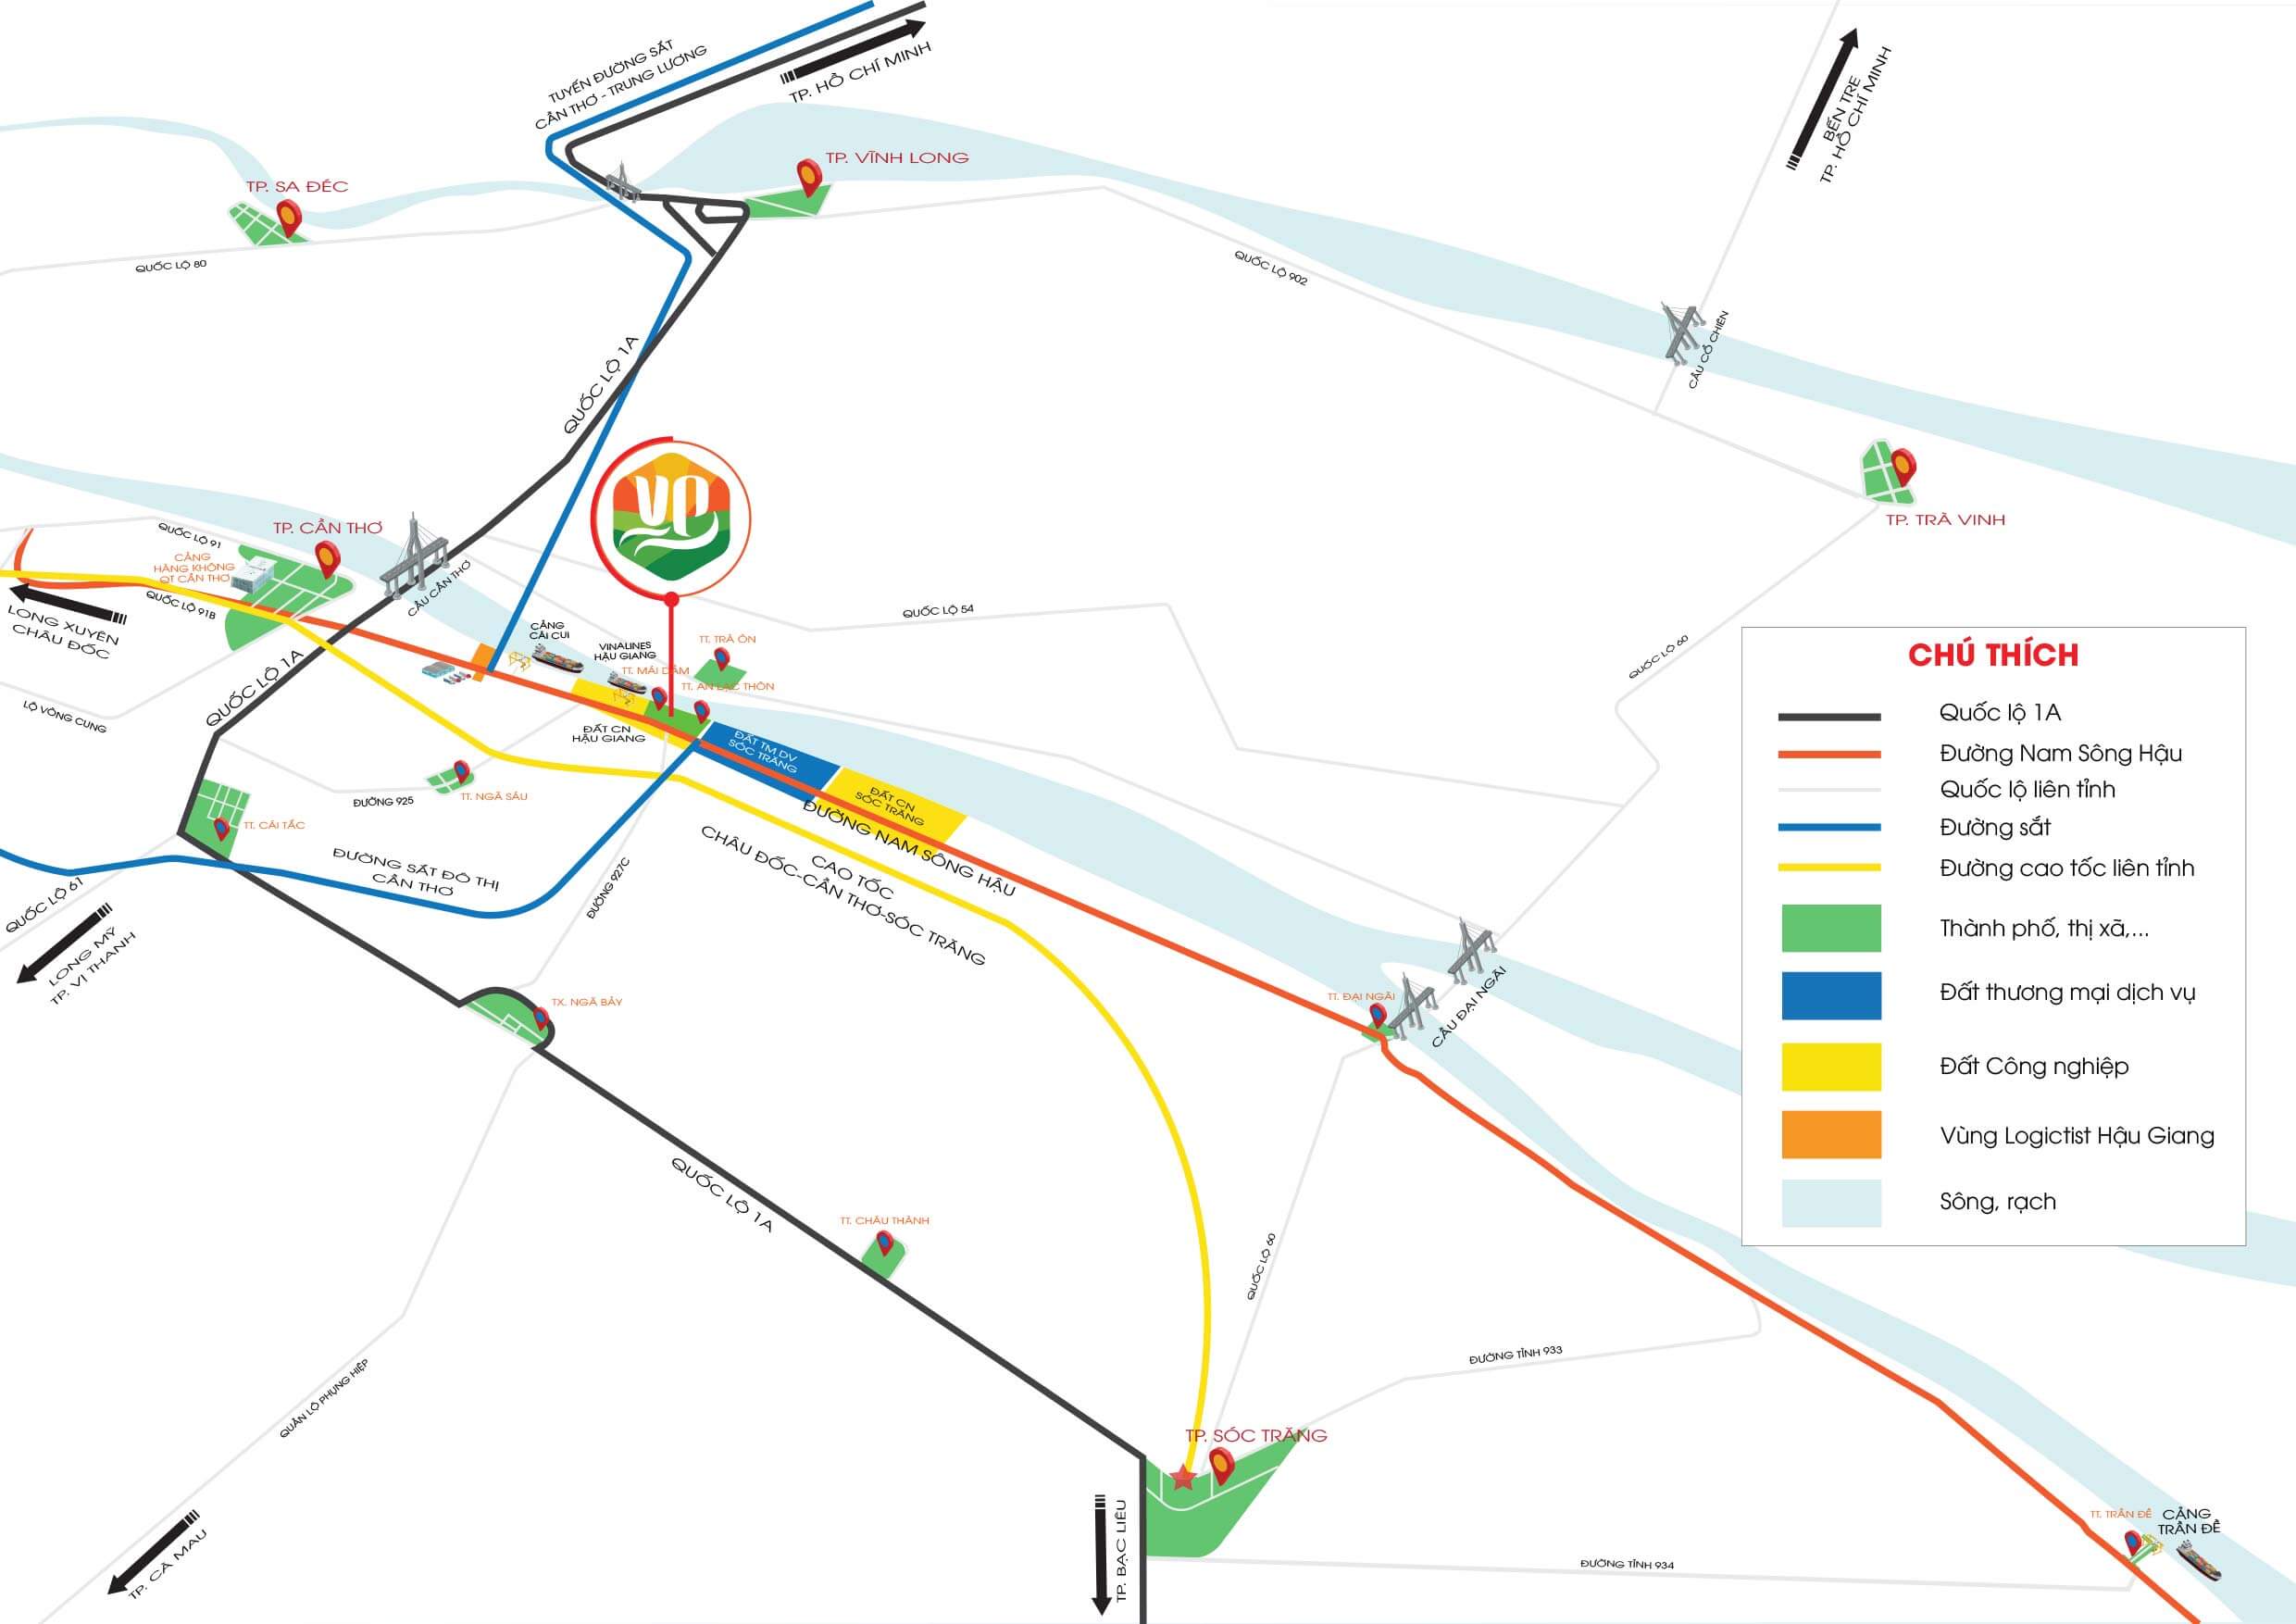 TUYẾN ĐƯỜNG SẮT
CẦN THƠ - TRUNG LƯƠNG
TP. HỒ CHÍ MINH
BẾN TRE
TP. HỒ CHÍ MINH
TP. VĨNH LONG
TP. SA ĐÉC
QUỐC LỘ 80
QUỐC LỘ 902
CẦU CỔ CHIÊN
QUỐC LỘ 1A
VP
TP. TRÀ VINH
QUỐC LỘ 91
TP. CẦN THƠ
CẢNG
HÀNG KHÔNG
QT CẦN THƠ
QUỐC LỘ 91B
CẦU CẦN THƠ
LONG XUYÊN
CHÂU ĐỐC
QUỐC LỘ 54
CẢNG
CÁI CUI
VINALINES
HẬU GIANG
TT. TRÀ ÔN
TT. MÁI DẦM
TT. AN LẠC THÔN
QUỐC LỘ 60
LỘ VÒNG CUNG
QUỐC LỘ 1A
ĐẤT CN
HẬU GIANG
ĐẤT TM DV
SÓC TRĂNG
ĐẤT CN
SÓC TRĂNG
ĐƯỜNG 925
TT. NGÃ SÁU
TT. CÁI TẮC
ĐƯỜNG NAM SÔNG HẬU
CAO TỐC
CHÂU ĐỐC-CẦN THƠ-SÓC TRĂNG
ĐƯỜNG SẮT ĐÔ THỊ
CẦN THƠ
ĐƯỜNG 927C
QUỐC LỘ 61
LONG MỸ
TP. VỊ THANH
TX. NGÃ BẢY
TT. ĐẠI NGÃI
CẦU ĐẠI NGÃI
QUỐC LỘ 1A
TT. CHÂU THÀNH
QUỐC LỘ 60
ĐƯỜNG TỈNH 933
QUẢN LỘ PHỤNG HIỆP
TP. SÓC TRĂNG
TP. CÀ MAU
TP. BẠC LIÊU
ĐƯỜNG TỈNH 934
TT. TRẦN ĐỀ
CẢNG
TRẦN ĐỀ
CHÚ THÍCH
Quốc lộ 1A
Đường Nam Sông Hậu
Quốc lộ liên tỉnh
Đường sắt
Đường cao tốc liên tỉnh
Thành phố, thị xã,...
Đất thương mại dịch vụ
Đất Công nghiệp
Vùng Logictist Hậu Giang
Sông, rạch